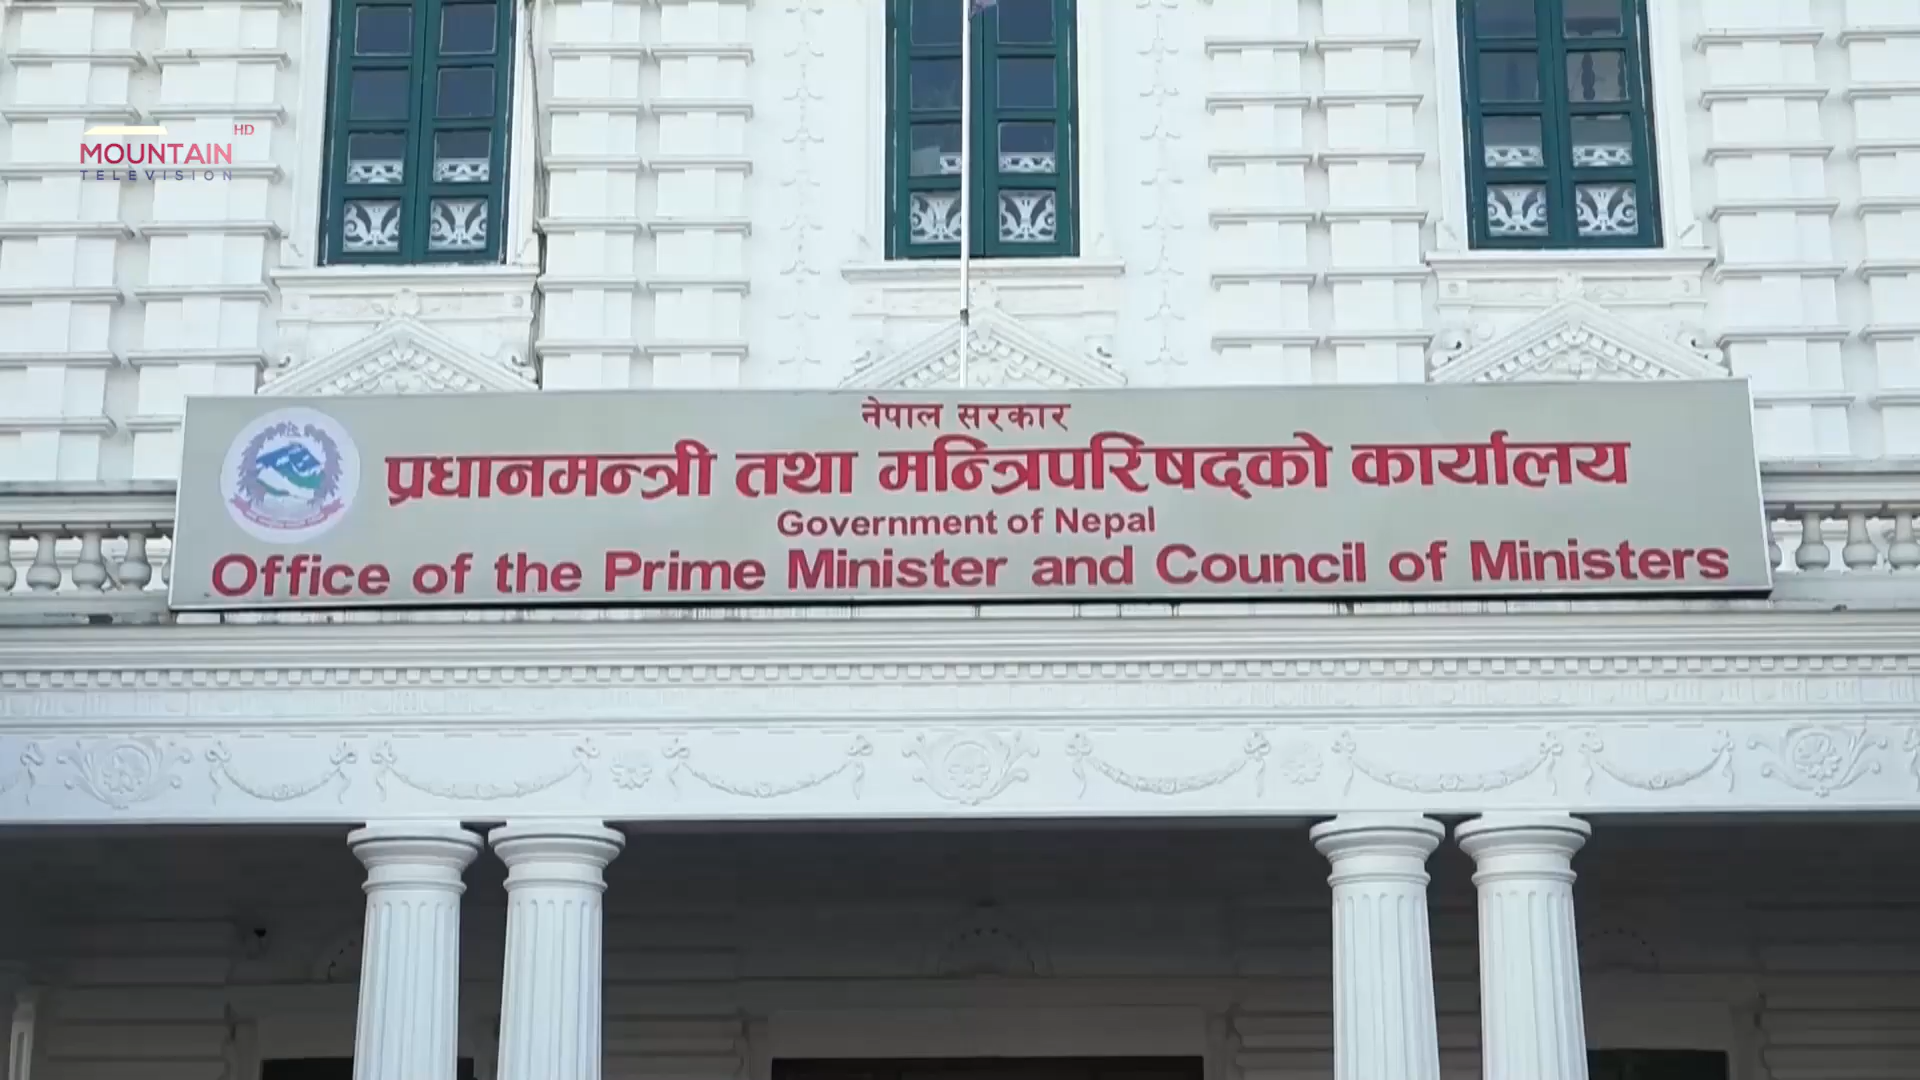 MOUNTAIN HD
TELEVISION
नेपाल सरकार
प्रधानमन्त्री तथा मन्त्रिपरिषद्को कार्यालय
Government of Nepal
Office of the Prime Minister and Council of Ministers